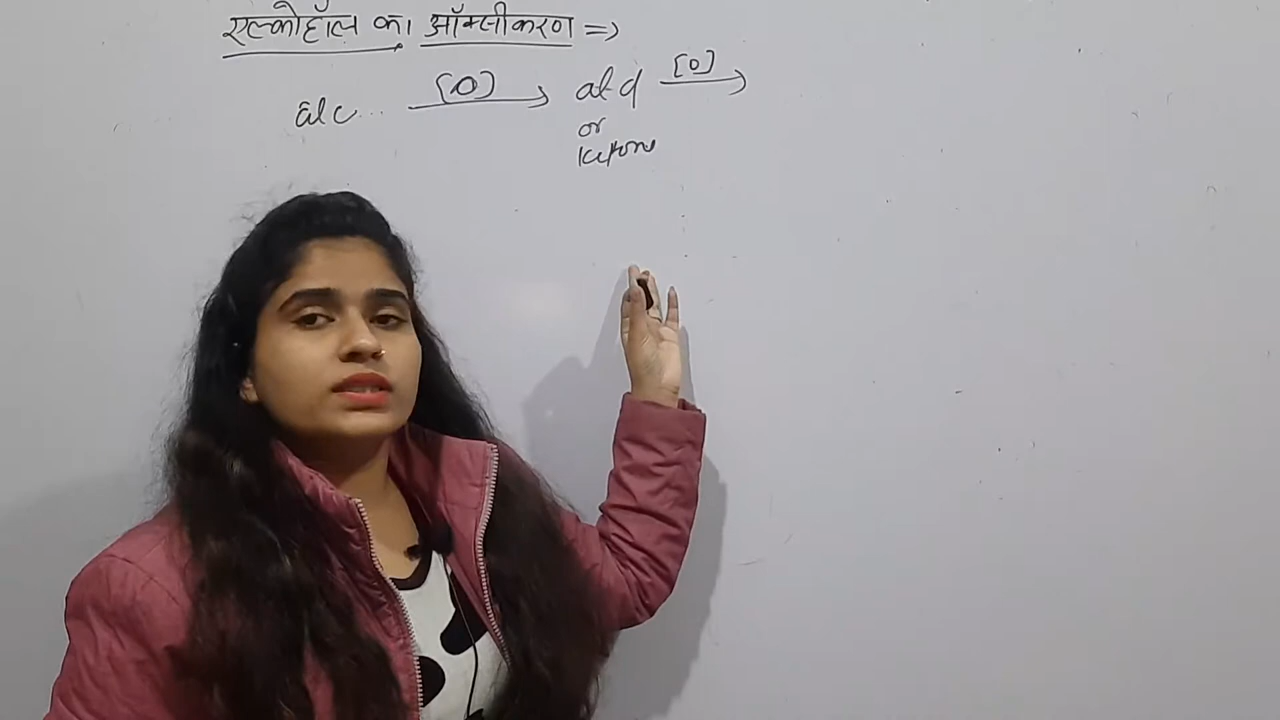 एल्कोहॉल का ऑक्सीकरण =>
alc... [O] ald [O]
or
ketone